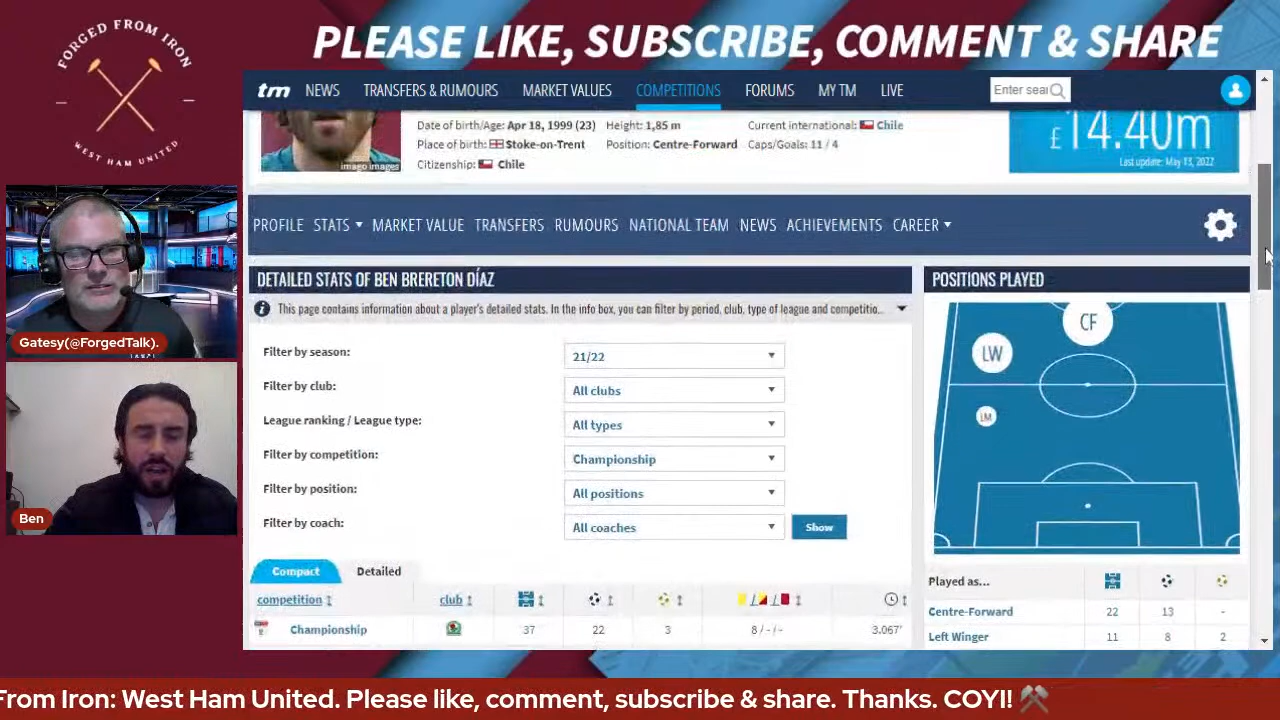 FORGED FROM IRON
WEST HAM UNITED
PLEASE LIKE, SUBSCRIBE, COMMENT & SHARE
tm NEWS TRANSFERS & RUMOURS MARKET VALUES COMPETITIONS FORUMS MY TM LIVE Enter sear
Date of birth/Age: Apr 18, 1999 (23) Height: 1,85 m Current international: Chile
Place of birth: Stoke-on-Trent Position: Centre-Forward Caps/Goals: 11 / 4
Citizenship: Chile
imago images
£14.40m
Last update: May 13, 2022
PROFILE STATS MARKET VALUE TRANSFERS RUMOURS NATIONAL TEAM NEWS ACHIEVEMENTS CAREER
DETAILED STATS OF BEN BRERETON DÍAZ
This page contains information about a player's detailed stats. In the info box, you can filter by period, club, type of league and competitio...
Filter by season: 21/22
Filter by club: All clubs
League ranking / League type: All types
Filter by competition: Championship
Filter by position: All positions
Filter by coach: All coaches Show
Compact Detailed
competition club
Championship 37 22 3 8/-/- 3.067'
POSITIONS PLAYED
CF
LW
LM
Played as...
Centre-Forward 22 13 -
Left Winger 11 8 2
Gatesy(@ForgedTalk).
Ben
From Iron: West Ham United. Please like, comment, subscribe & share. Thanks. COYI! ⚒️